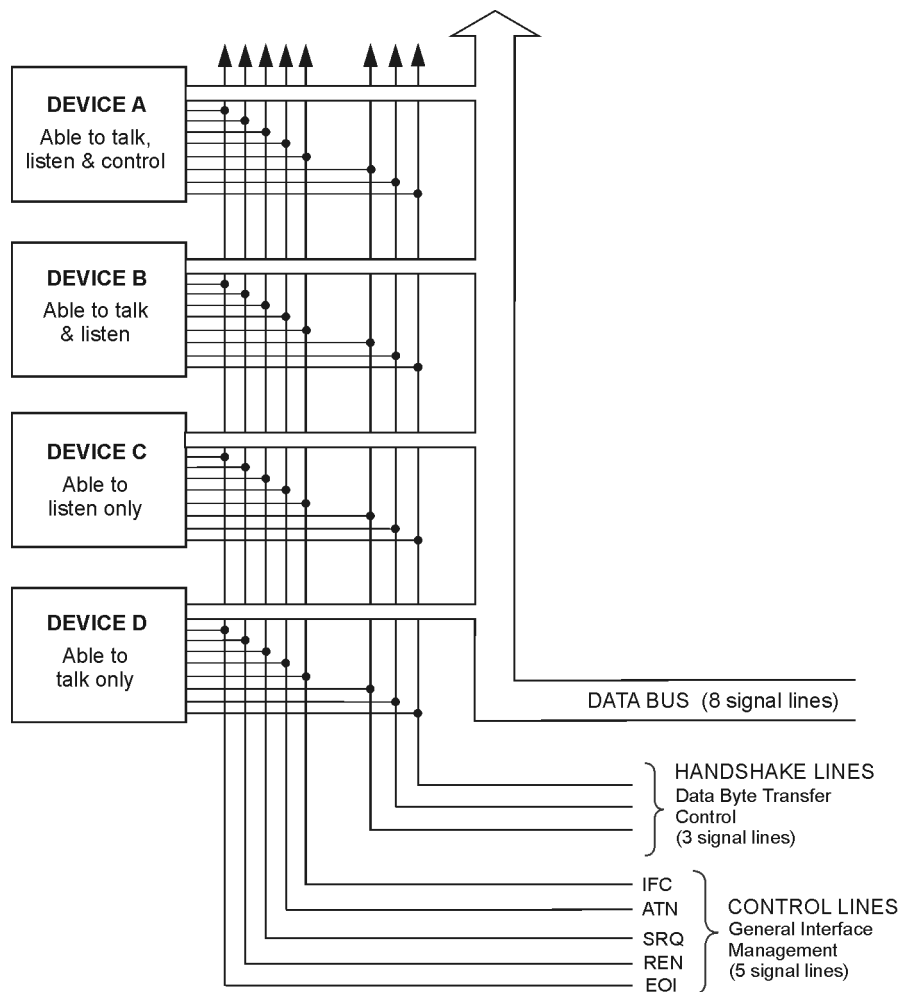 DEVICE A
Able to talk,
listen & control
DEVICE B
Able to talk
& listen
DEVICE C
Able to
listen only
DEVICE D
Able to
talk only
DATA BUS (8 signal lines)
HANDSHAKE LINES
Data Byte Transfer
Control
(3 signal lines)
IFC
ATN
SRQ
REN
EOI
CONTROL LINES
General Interface
Management
(5 signal lines)